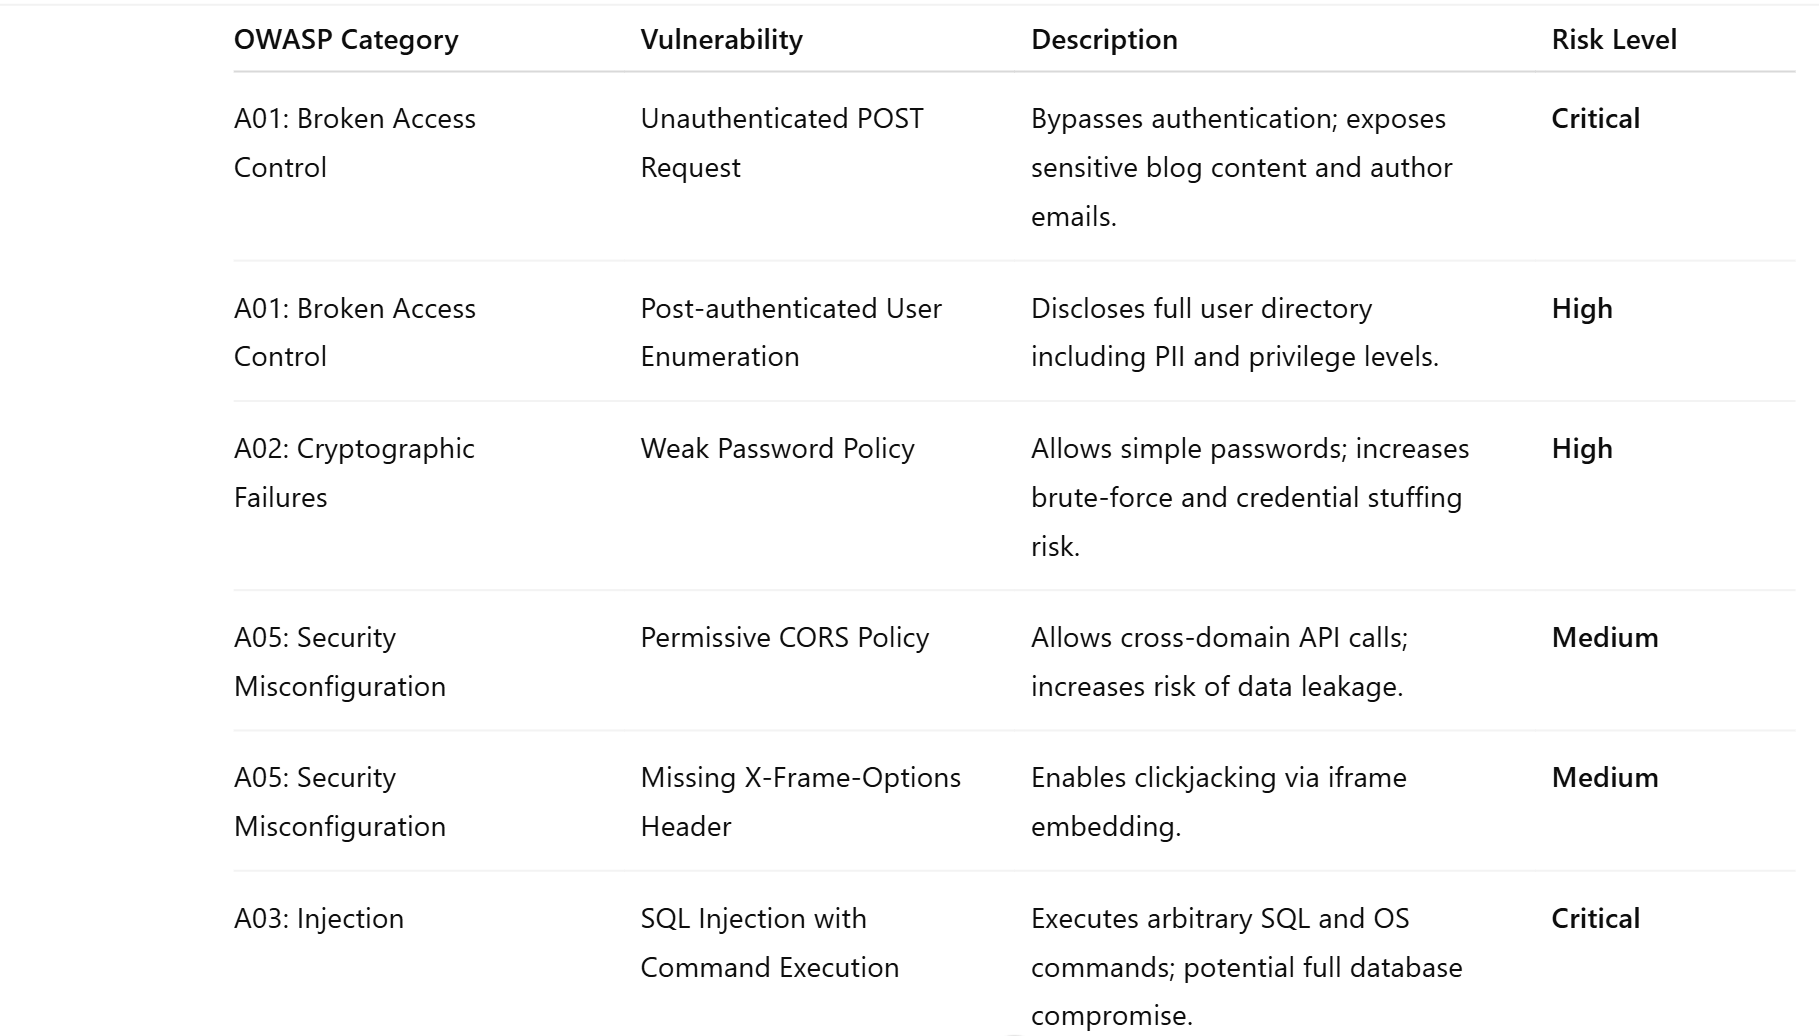 OWASP Category Vulnerability Description Risk Level
A01: Broken Access Unauthenticated POST Bypasses authentication; exposes Critical
Control Request sensitive blog content and author
emails.
A01: Broken Access Post-authenticated User Discloses full user directory High
Control Enumeration including PII and privilege levels.
A02: Cryptographic Weak Password Policy Allows simple passwords; increases High
Failures brute-force and credential stuffing
risk.
A05: Security Permissive CORS Policy Allows cross-domain API calls; Medium
Misconfiguration increases risk of data leakage.
A05: Security Missing X-Frame-Options Enables clickjacking via iframe Medium
Misconfiguration Header embedding.
A03: Injection SQL Injection with Executes arbitrary SQL and OS Critical
Command Execution commands; potential full database
compromise.